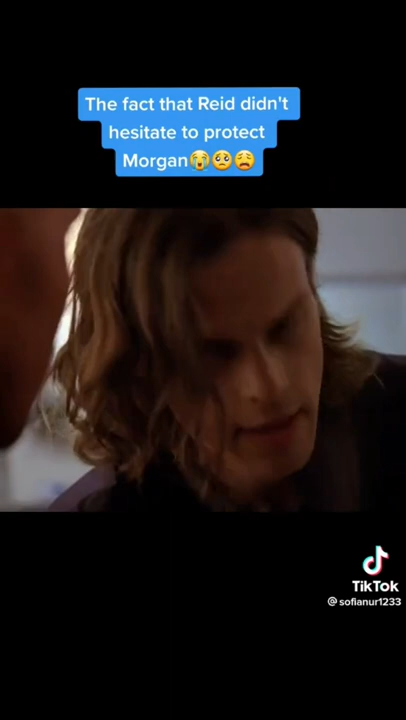 The fact that Reid didn't
hesitate to protect
Morgan😭🥺😩
TikTok
@sofianur1233